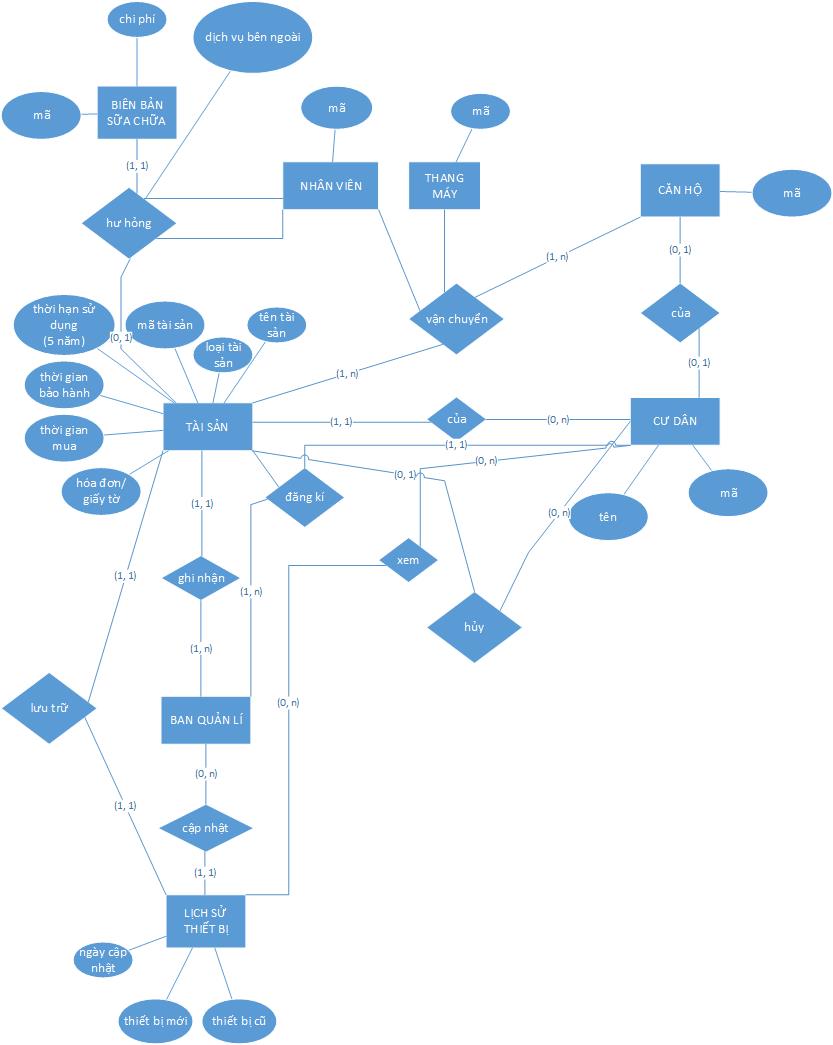 chi phí
dịch vụ bên ngoài
mã
BIÊN BẢN
SỮA CHỮA
mã
mã
(1, 1)
NHÂN VIÊN
THANG
MÁY
CĂN HỘ
mã
hư hỏng
(0, 1)
(1, n)
thời hạn sử
dụng
(5 năm)
(0, 1)
mã tài sản
tên tài
sản
loại tài
sản
vận chuyển
của
thời gian
bảo hành
(1, n)
(0, 1)
thời gian
mua
TÀI SẢN
(1, 1)
của
(0, n)
CƯ DÂN
(1, 1)
(0, n)
(0, 1)
hóa đơn/
giấy tờ
(1, 1)
đăng kí
(0, n)
tên
mã
xem
(1, 1)
ghi nhận
(1, n)
hủy
(1, n)
lưu trữ
BAN QUẢN LÍ
(0, n)
(0, n)
(1, 1)
cập nhật
(1, 1)
LỊCH SỬ
THIẾT BỊ
ngày cập
nhật
thiết bị mới
thiết bị cũ